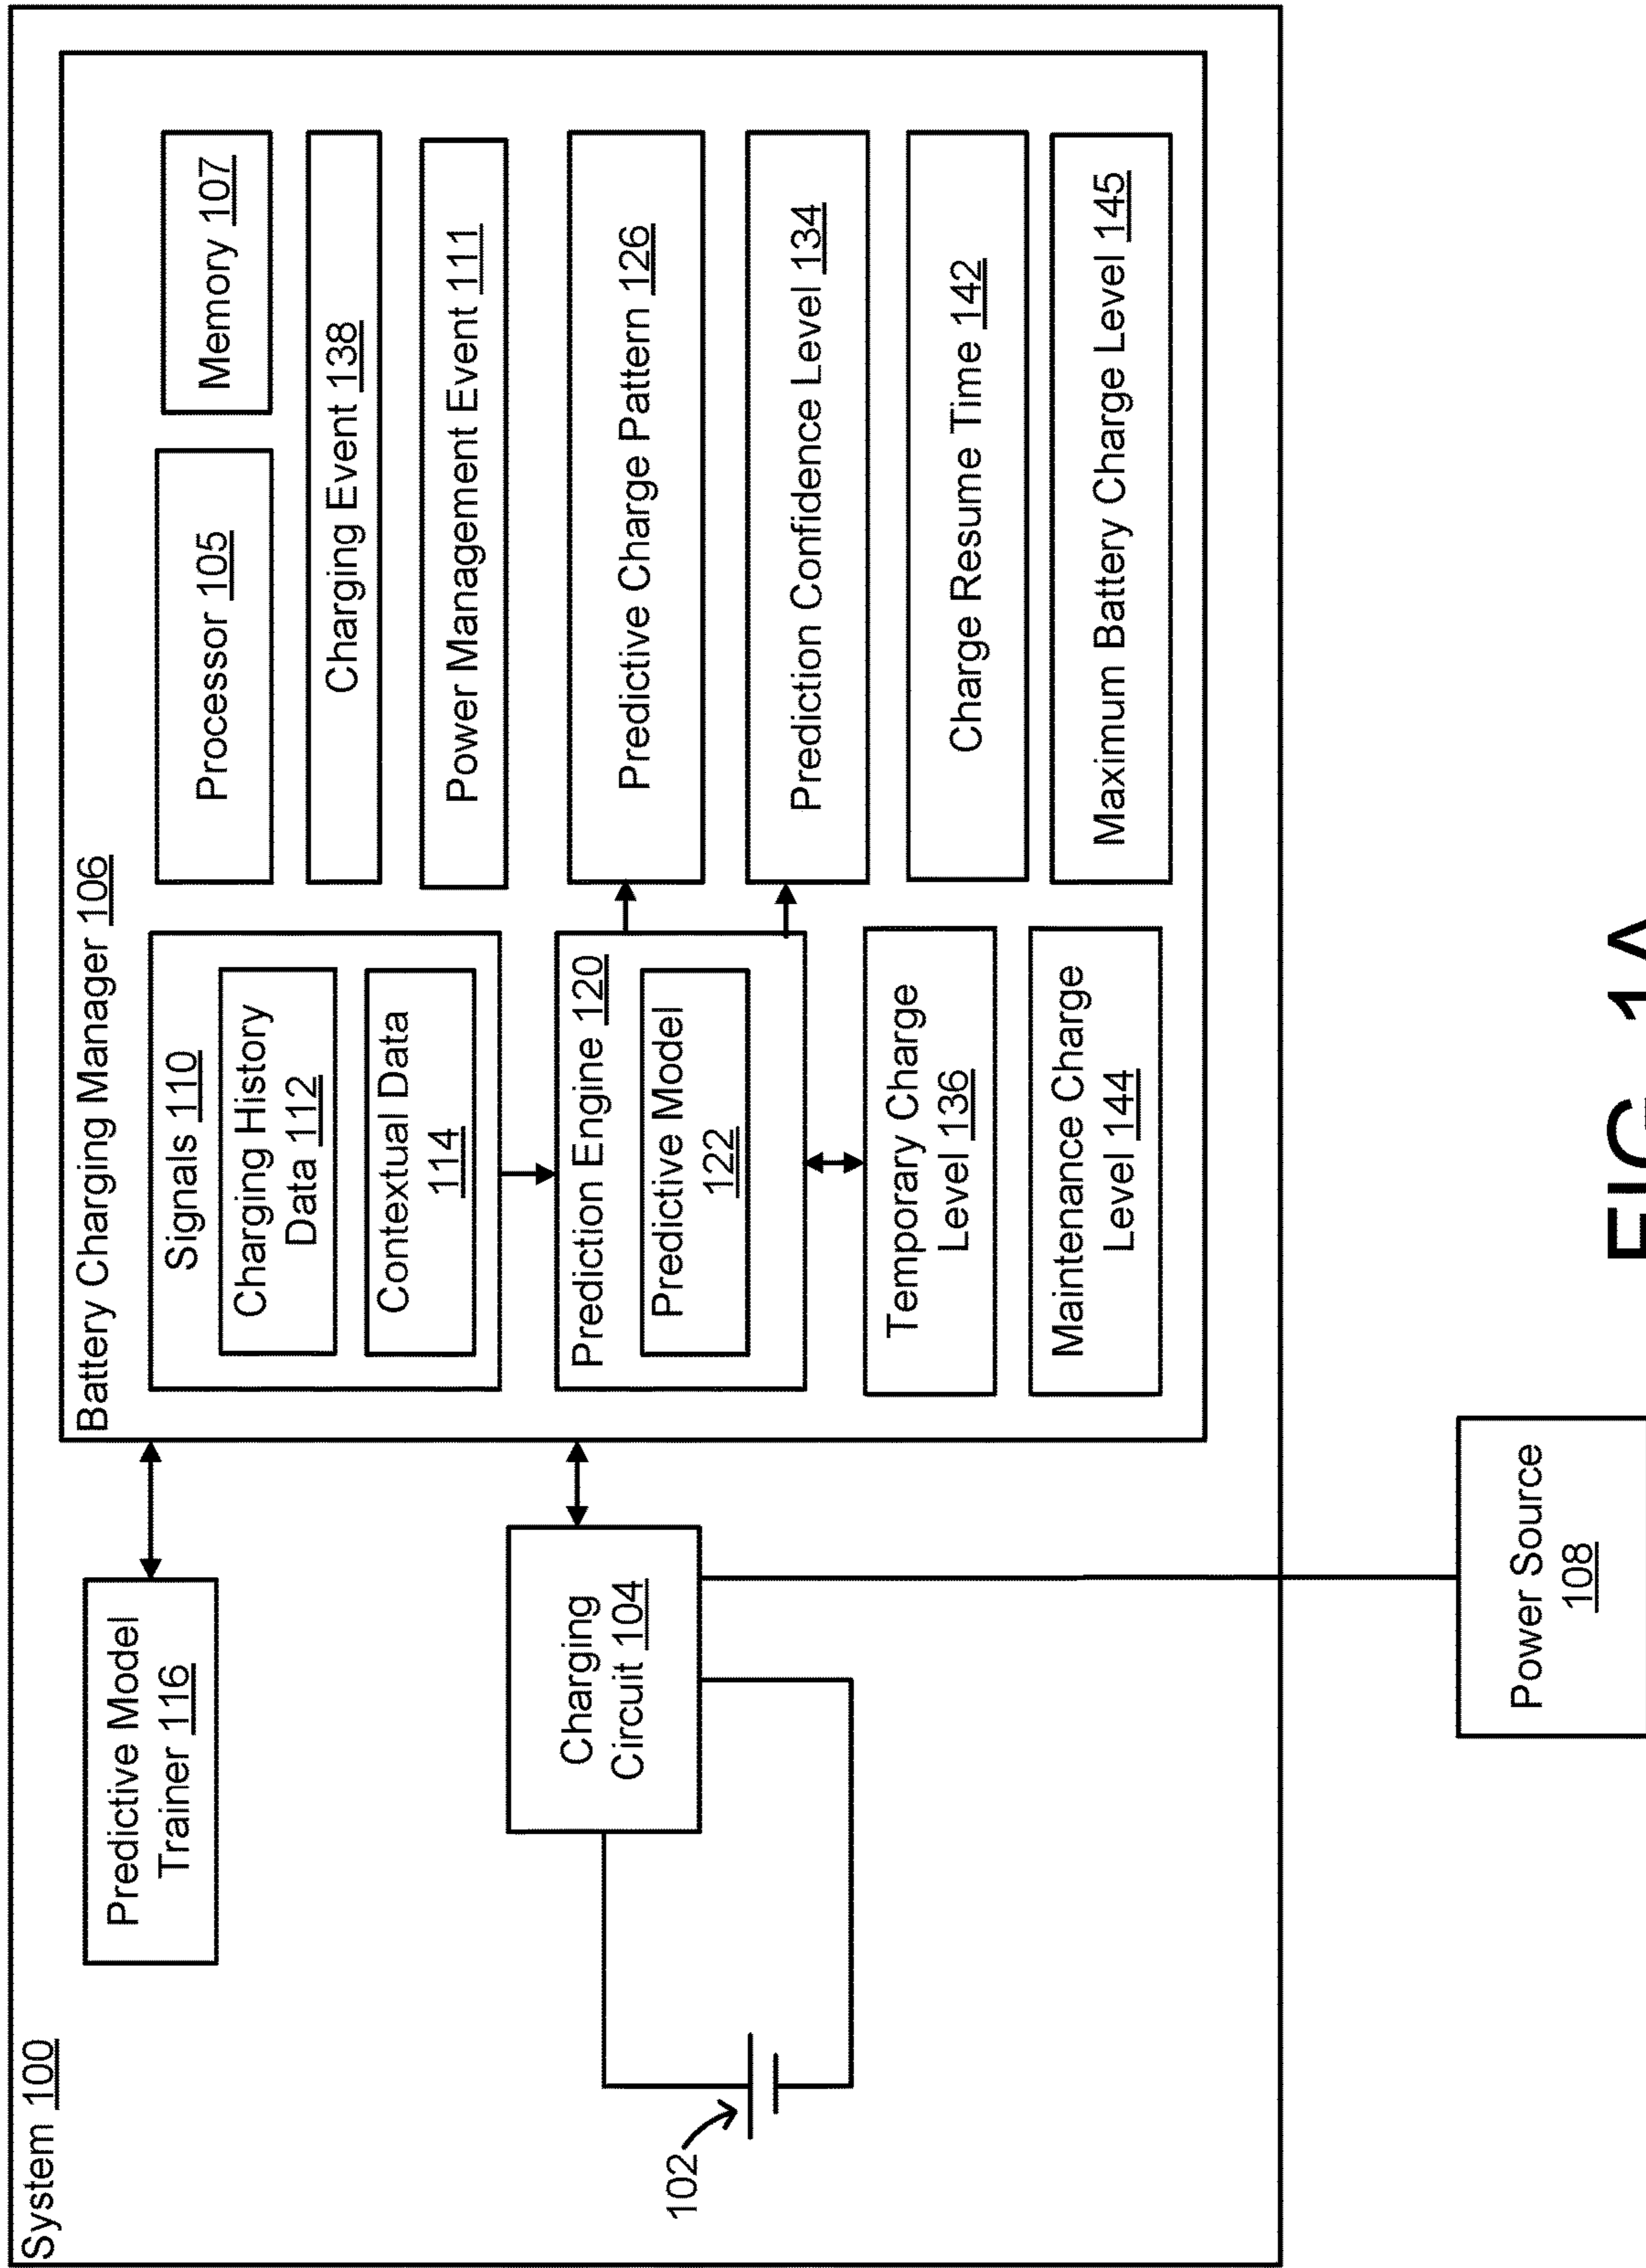 System 100
Predictive Model
Trainer 116
102
Charging
Circuit 104
Power Source
108
Battery Charging Manager 106
Signals 110
Charging History
Data 112
Contextual Data
114
Prediction Engine 120
Predictive Model
122
Temporary Charge
Level 136
Maintenance Charge
Level 144
Processor 105
Memory 107
Charging Event 138
Power Management Event 111
Predictive Charge Pattern 126
Prediction Confidence Level 134
Charge Resume Time 142
Maximum Battery Charge Level 145
FIG. 1A